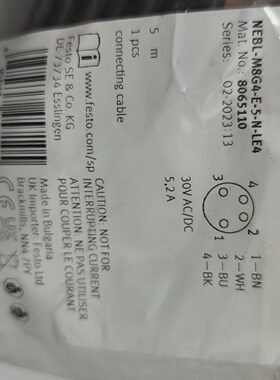 NEBL-M8G4-E-5-N-LE4
Mat. No.: 8065110
Series: 02-2023:13
5 m
1 pcs
connecting cable
30V AC/DC
5,2 A
3
4
1
2
1-BN
2-WH
3-BU
4-BK
www.festo.com/sp
Festo SE & Co. KG
DE-73734 Esslingen
CAUTION. NOT FOR
INTERRUPTING CURRENT
ATTENTION. NE PAS UTILISER
POUR COUPER LE COURANT
Made in Bulgaria
UK Importer: Festo Ltd
Brackmills, NN4 7PY